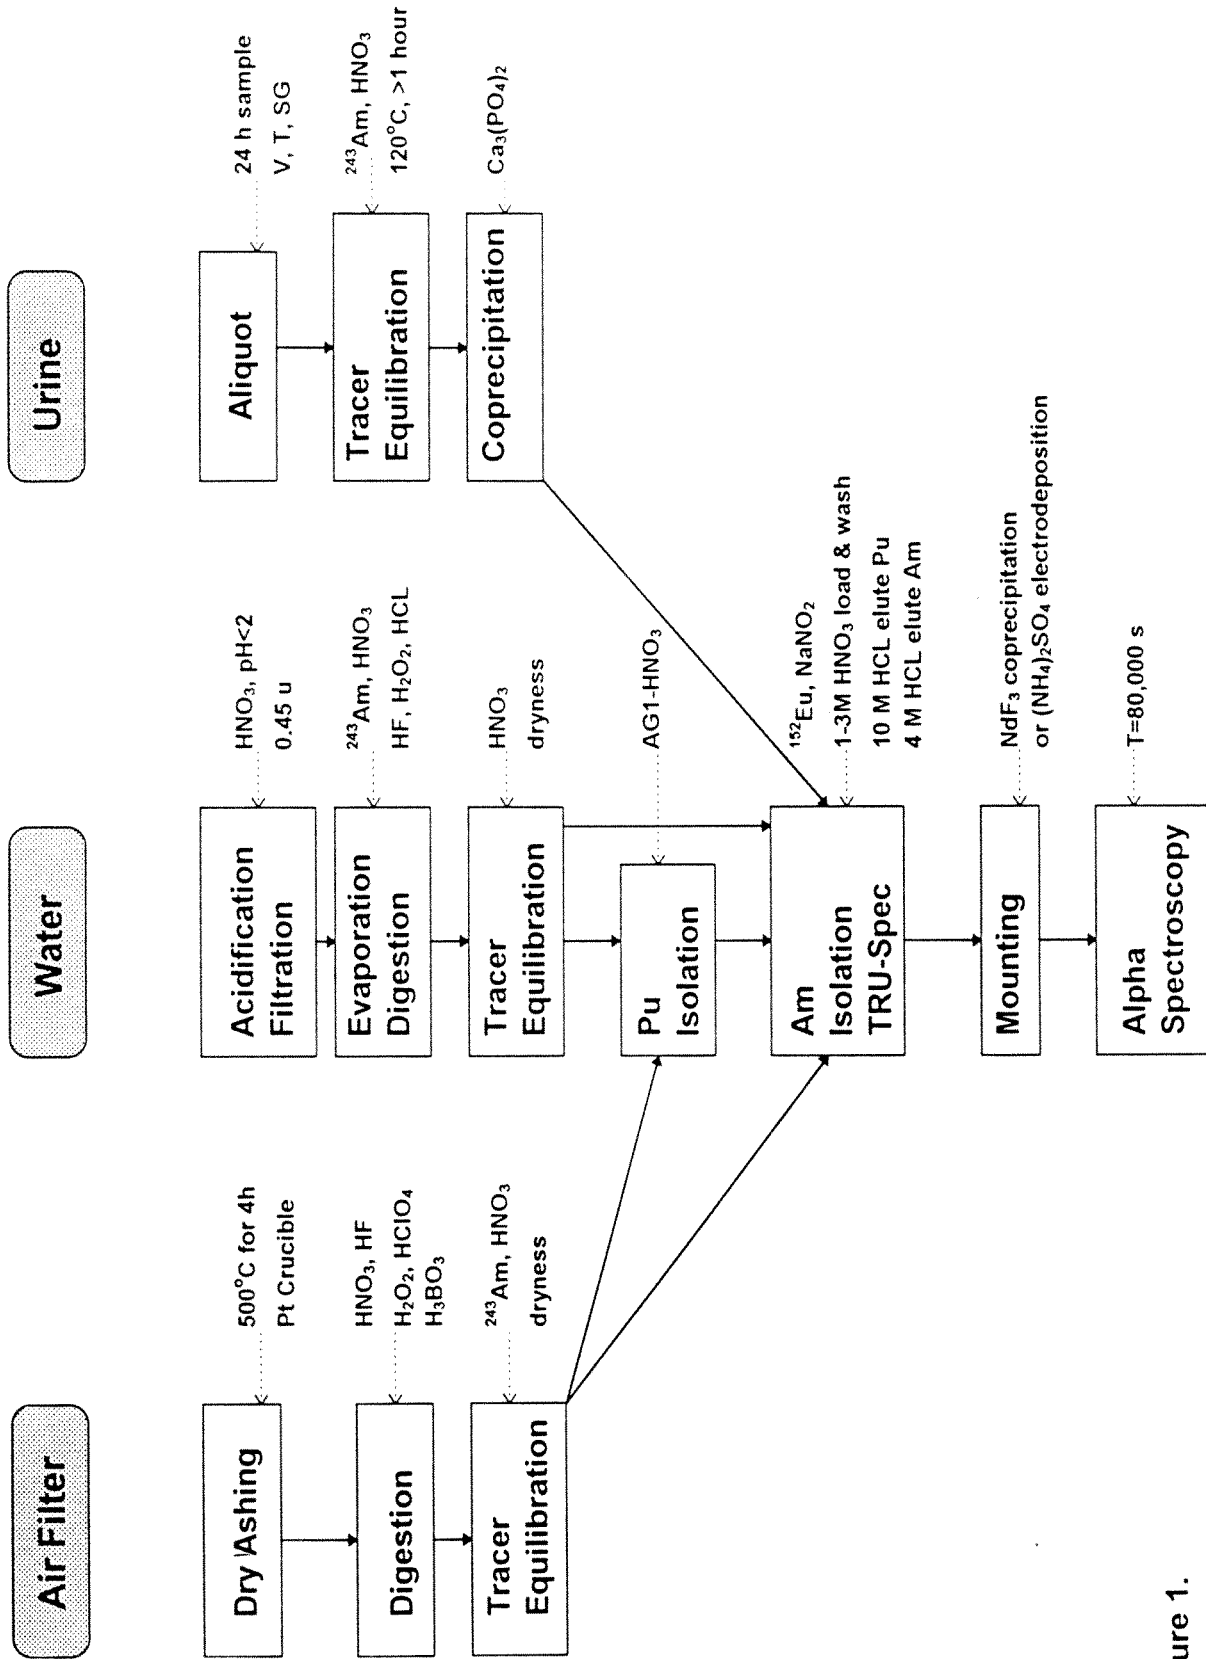 Air Filter
Dry Ashing
500°C for 4h
Pt Crucible
Digestion
HNO₃, HF
H₂O₂, HClO₄
H₃BO₃
Tracer
Equilibration
²⁴³Am, HNO₃
dryness
Water
Acidification
Filtration
HNO₃, pH<2
0.45 u
Evaporation
Digestion
²⁴³Am, HNO₃
HF, H₂O₂, HCL
Tracer
Equilibration
HNO₃
dryness
Pu
Isolation
AG1-HNO₃
Am
Isolation
TRU-Spec
¹⁵²Eu, NaNO₂
1-3M HNO₃ load & wash
10 M HCL elute Pu
4 M HCL elute Am
Mounting
NdF₃ coprecipitation
or (NH₄)₂SO₄ electrodeposition
Alpha
Spectroscopy
T=80,000 s
Urine
Aliquot
24 h sample
V, T, SG
Tracer
Equilibration
²⁴³Am, HNO₃
120°C, >1 hour
Coprecipitation
Ca₃(PO₄)₂
ure 1.